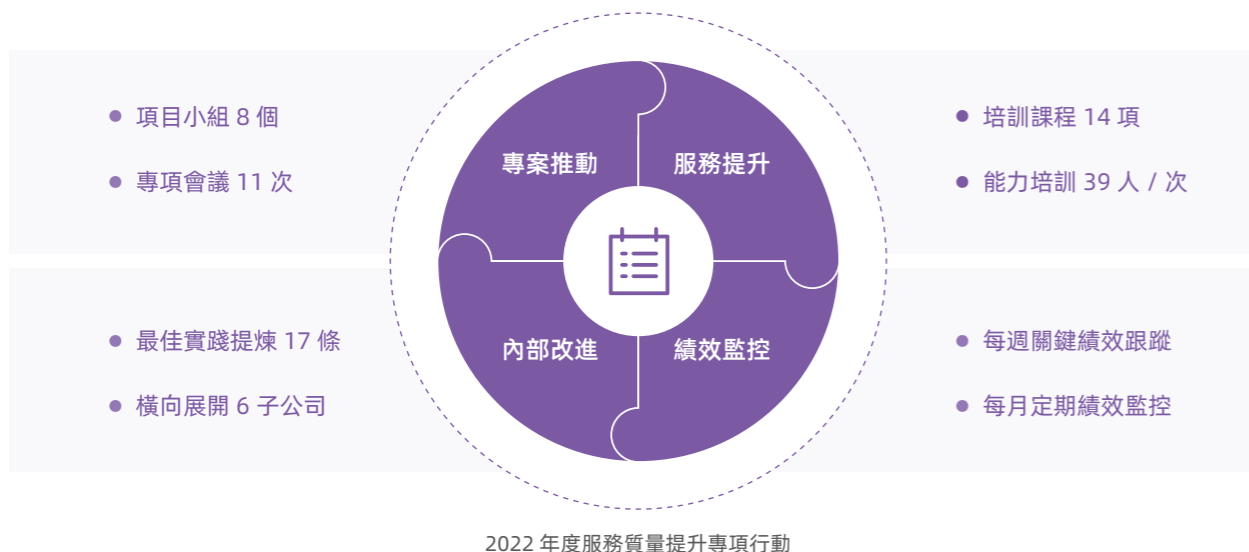 項目小組 8 個
專項會議 11 次
專案推動
服務提升
培訓課程 14 項
能力培訓 39 人 / 次
最佳實踐提煉 17 條
橫向展開 6 子公司
內部改進
績效監控
每週關鍵績效跟蹤
每月定期績效監控
2022 年度服務質量提升專項行動